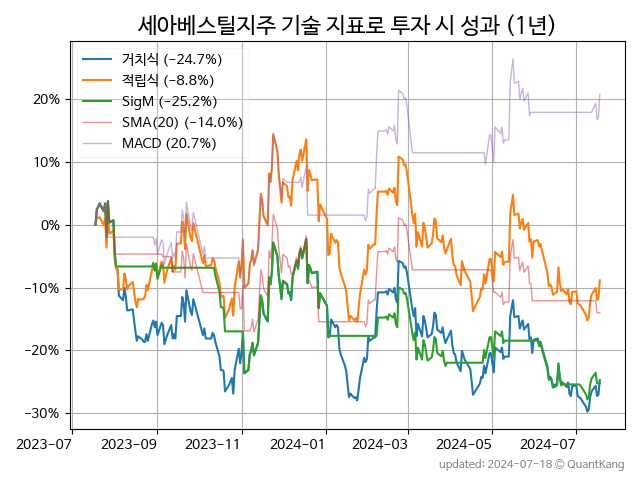 세아베스틸지주 기술 지표로 투자 시 성과 (1년)
거치식 (−24.7%)
적립식 (−8.8%)
SigM (−25.2%)
SMA(20) (−14.0%)
MACD (20.7%)
20%
10%
0%
−10%
−20%
−30%
2023-07 2023-09 2023-11 2024-01 2024-03 2024-05 2024-07
updated: 2024-07-18 © QuantKang